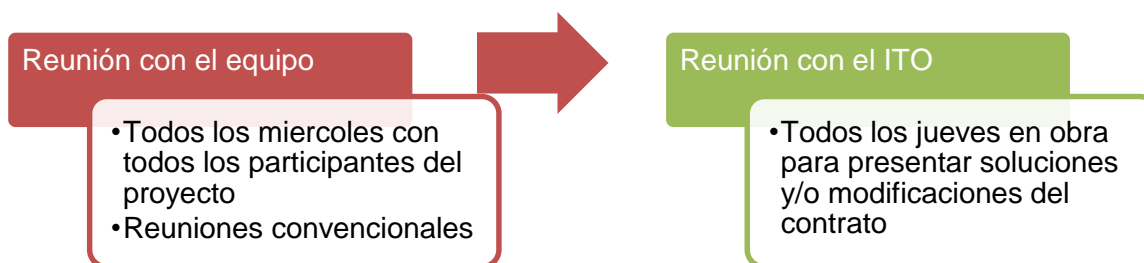 Reunión con el equipo
•Todos los miercoles con
todos los participantes del
proyecto
•Reuniones convencionales
Reunión con el ITO
•Todos los jueves en obra
para presentar soluciones
y/o modificaciones del
contrato